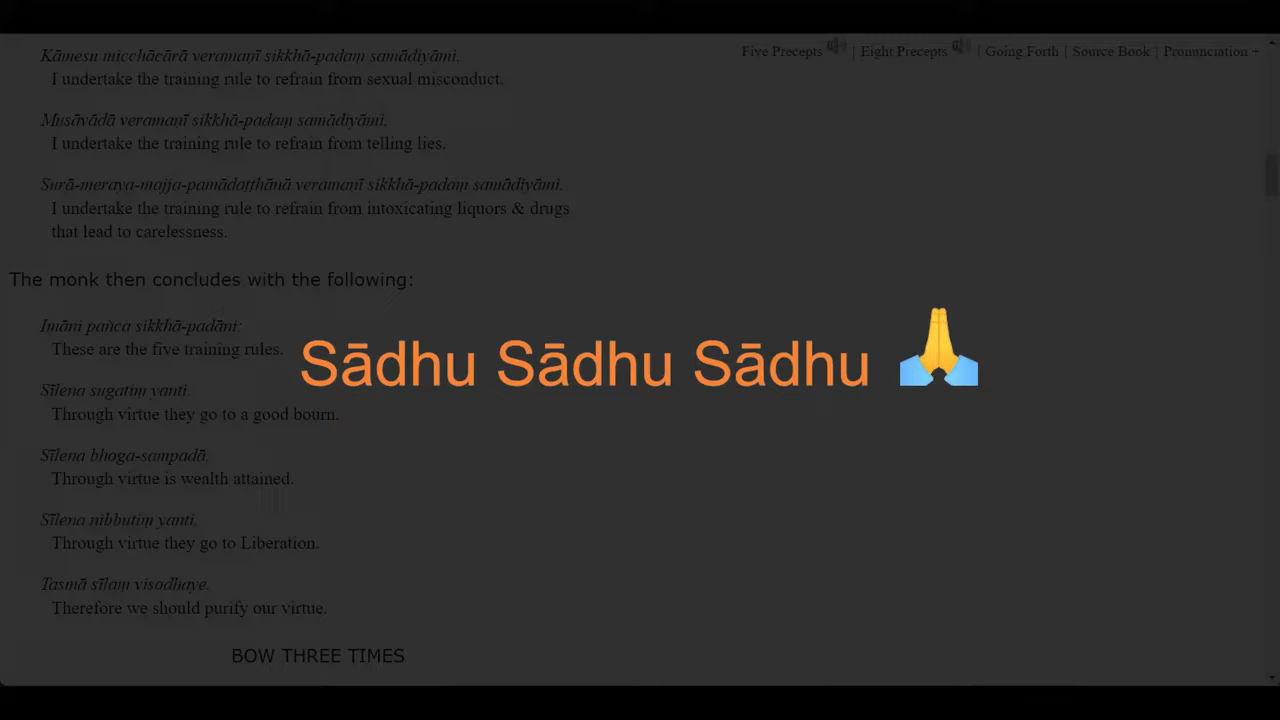 Kāmesu micchācārā veramaṇī sikkhā-padaṃ samādiyāmi.
Five Precepts | Eight Precepts | Going Forth | Source Book | Pronunciation +
I undertake the training rule to refrain from sexual misconduct.
Musāvādā veramaṇī sikkhā-padaṃ samādiyāmi.
I undertake the training rule to refrain from telling lies.
Surā-meraya-majja-pamādaṭṭhānā veramaṇī sikkhā-padaṃ samādiyāmi.
I undertake the training rule to refrain from intoxicating liquors & drugs
that lead to carelessness.
The monk then concludes with the following:
Imāni pañca sikkhā-padāni:
These are the five training rules.
Sādhu Sādhu Sādhu 🙏
Sīlena sugatiṃ yanti.
Through virtue they go to a good bourn.
Sīlena bhoga-sampadā.
Through virtue is wealth attained.
Sīlena nibbutiṃ yanti.
Through virtue they go to Liberation.
Tasmā sīlaṃ visodhaye.
Therefore we should purify our virtue.
BOW THREE TIMES